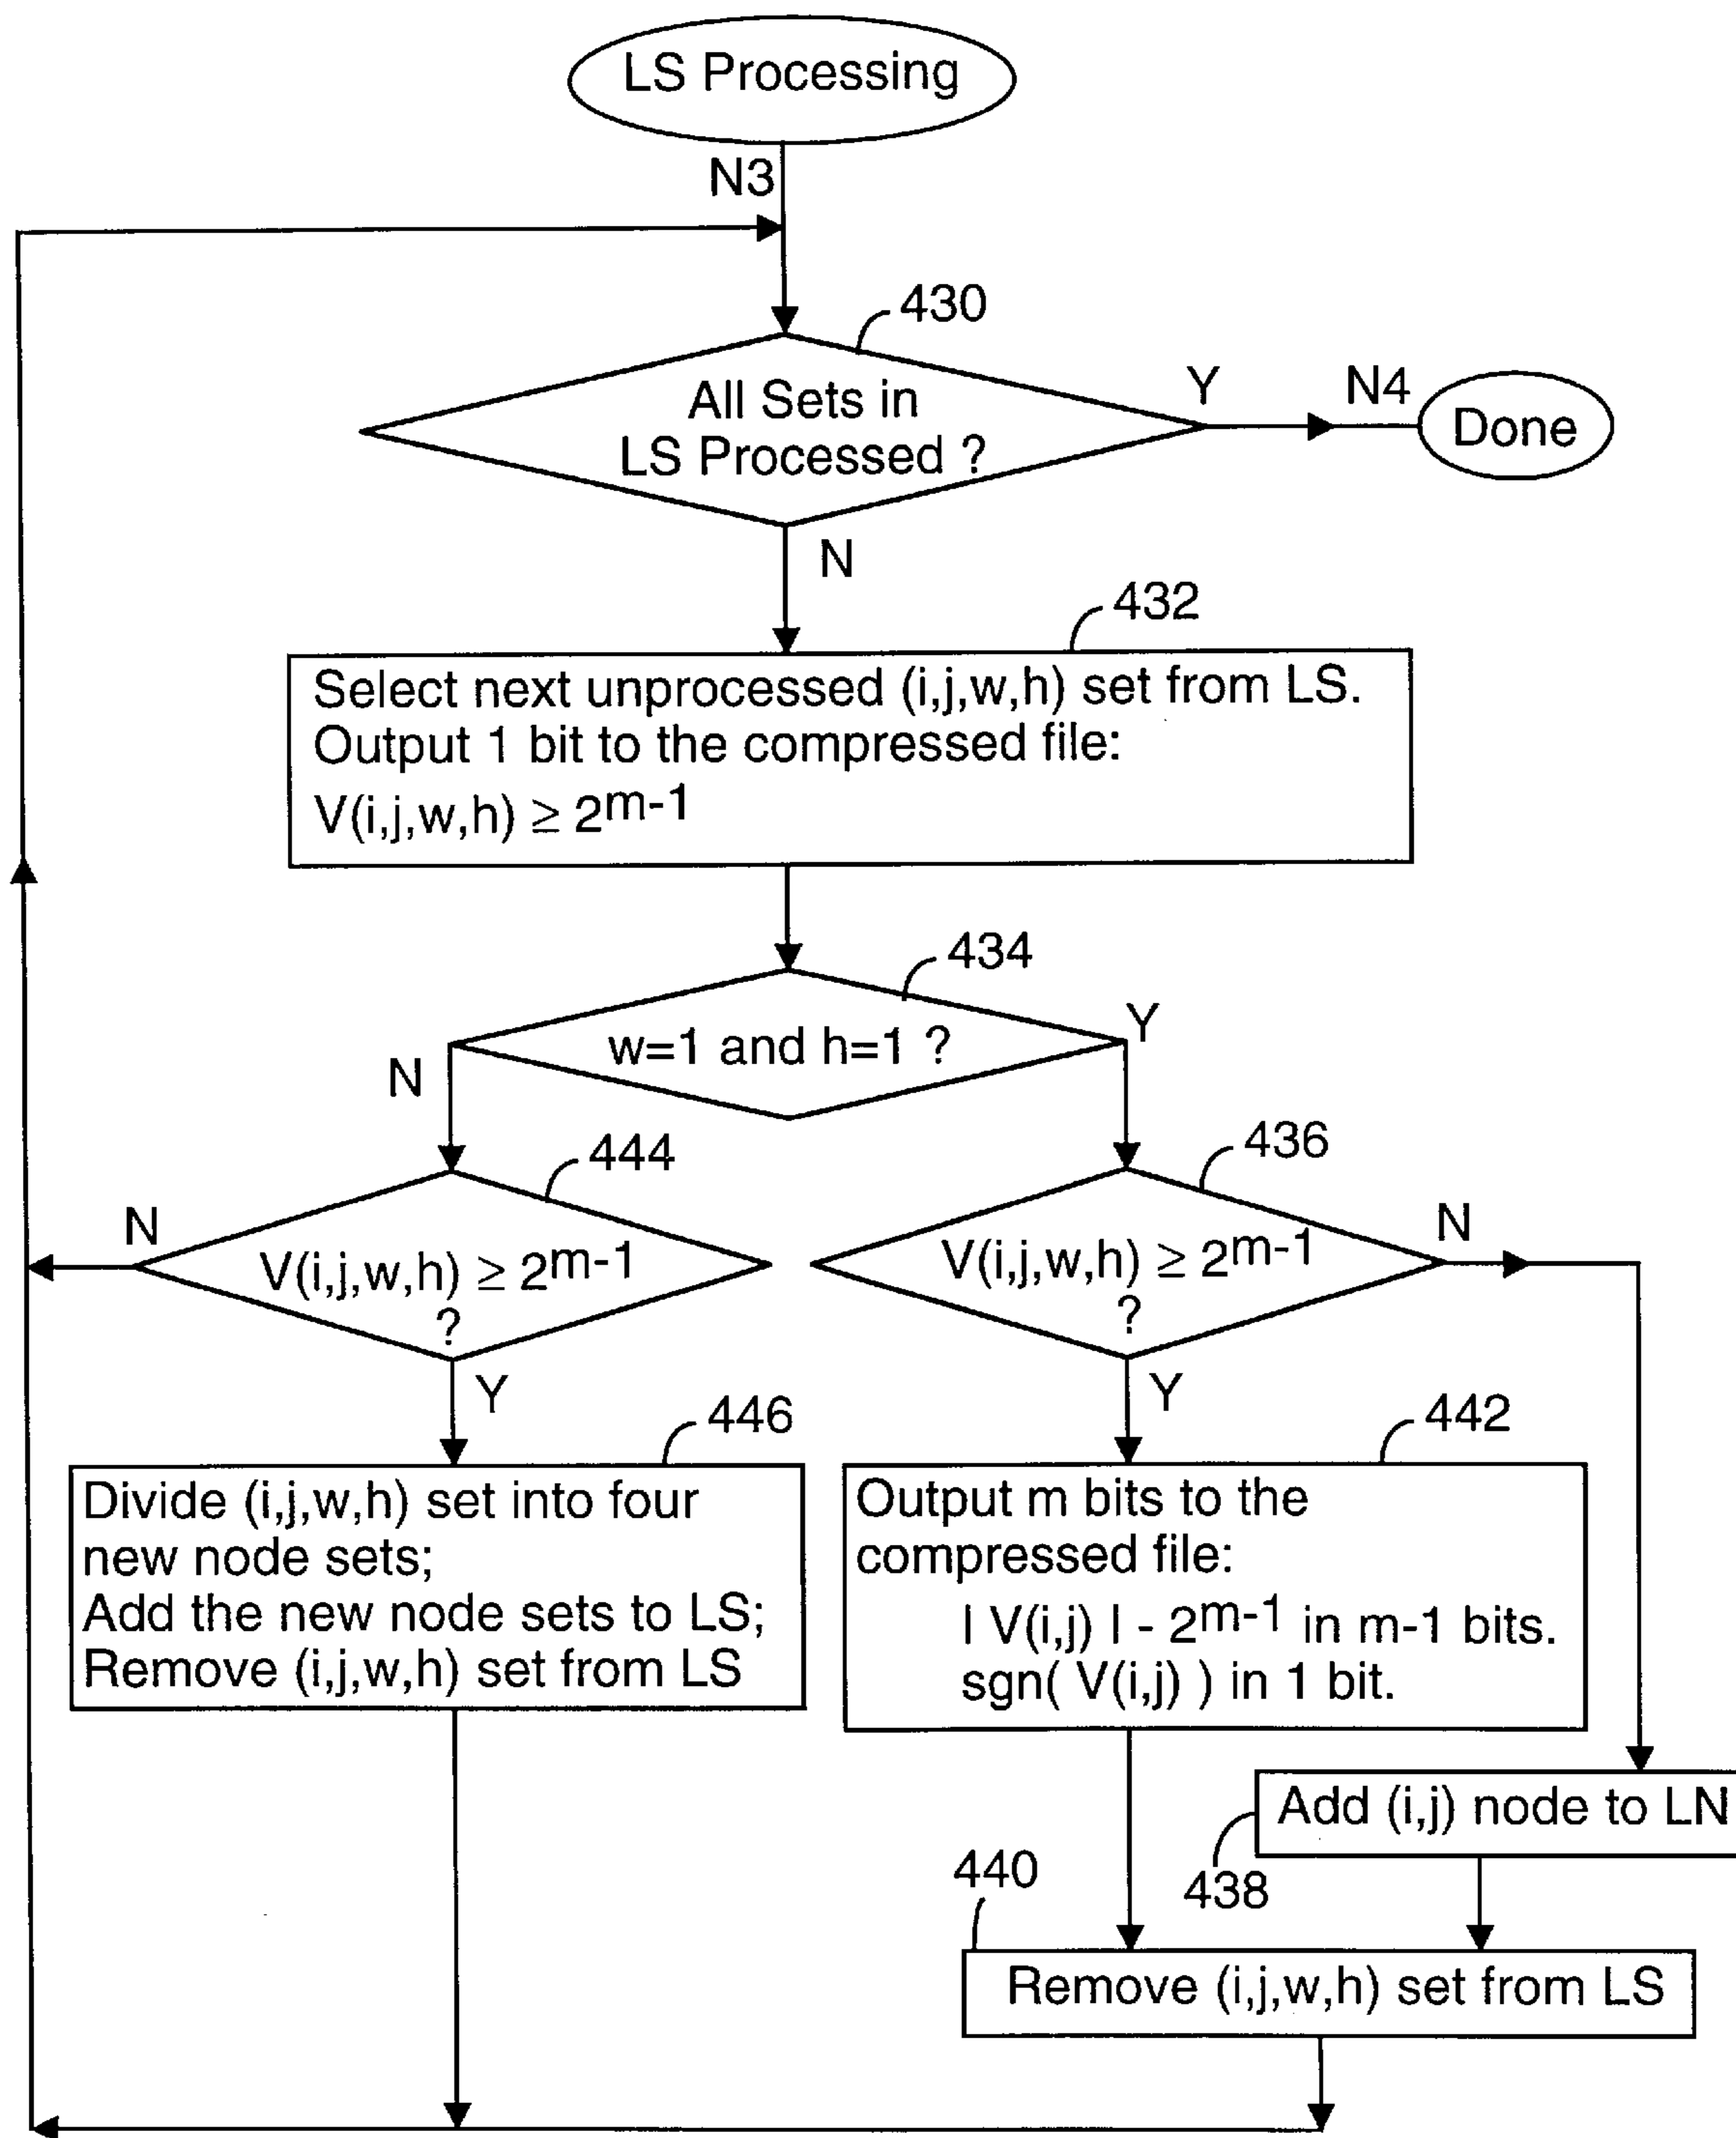 LS Processing
N3
430
All Sets in
LS Processed ?
Y
N4
Done
N
432
Select next unprocessed (i,j,w,h) set from LS.
Output 1 bit to the compressed file:
V(i,j,w,h) ≥ 2^m-1
434
w=1 and h=1 ?
N
Y
444
V(i,j,w,h) ≥ 2^m-1
?
N
Y
436
V(i,j,w,h) ≥ 2^m-1
?
N
Y
446
Divide (i,j,w,h) set into four
new node sets;
Add the new node sets to LS;
Remove (i,j,w,h) set from LS
442
Output m bits to the
compressed file:
| V(i,j) | - 2^m-1 in m-1 bits.
sgn( V(i,j) ) in 1 bit.
Add (i,j) node to LN
438
440
Remove (i,j,w,h) set from LS